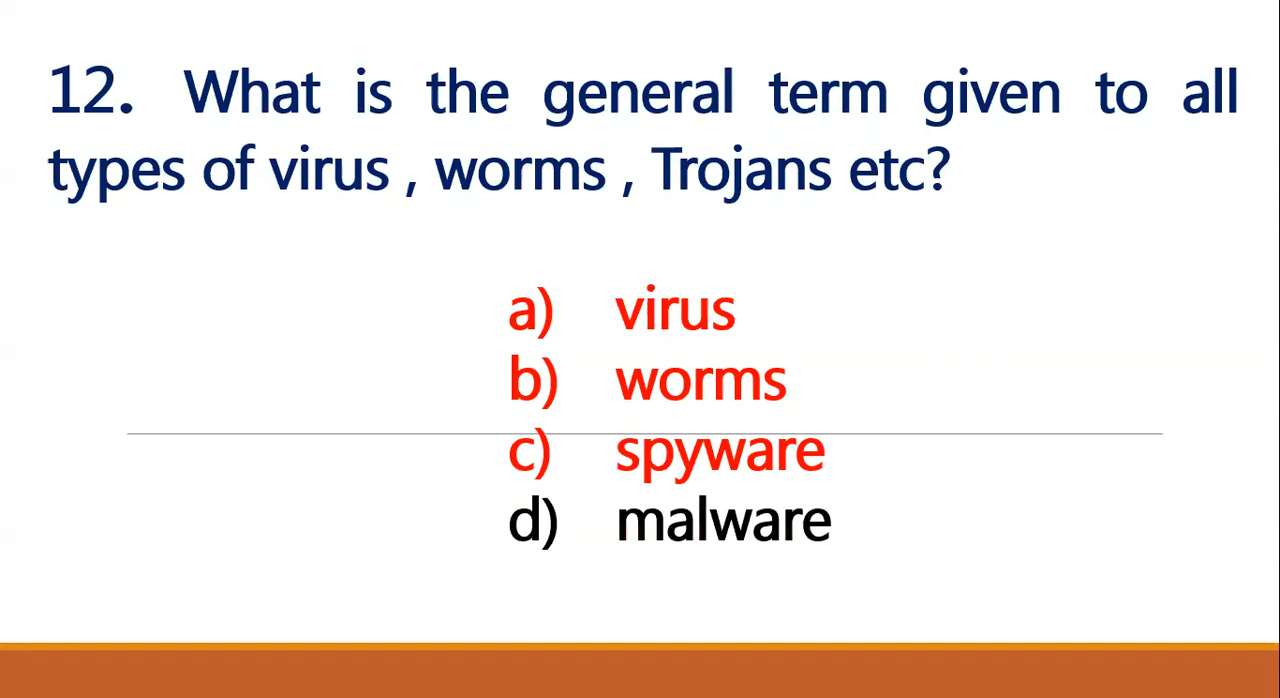 12. What is the general term given to all
types of virus , worms , Trojans etc?
a) virus
b) worms
c) spyware
d) malware